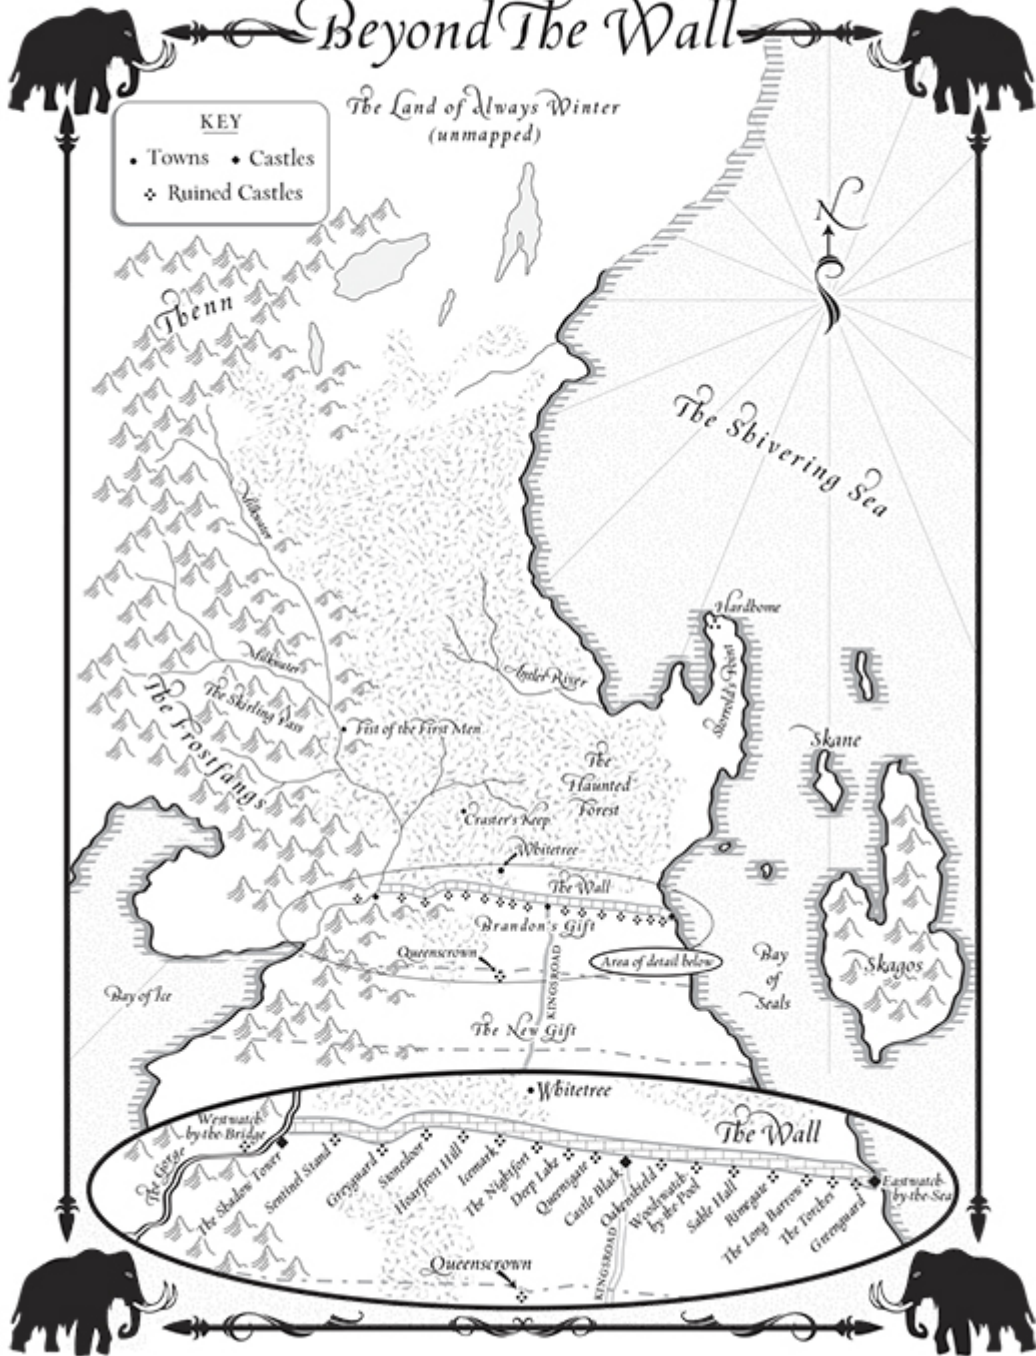 Beyond The Wall
The Land of Always Winter
(unmapped)
KEY
Towns
Castles
Ruined Castles
N
Thenn
The Shivering Sea
Milkwater
Hardhome
Storrold's Point
Antler River
Milkwater
The Skirling Pass
The Frostfangs
Fist of the First Men
Skane
The
Haunted
Forest
Craster's Keep
Whitetree
The Wall
Brandon's Gift
Queenscrown
KINGSROAD
Area of detail below
Bay
of
Seals
Skagos
Bay of Ice
The New Gift
Whitetree
The Wall
Westwatch-
by-the-Bridge
The Gorge
The Shadow Tower
Sentinel Stand
Greyguard
Stonedoor
Hoarfrost Hill
Icemark
The Nightfort
Deep Lake
Queensgate
Castle Black
Oakenshield
Woodswatch-
by-the-Pool
Sable Hall
Rimegate
The Long Barrow
The Torches
Greenguard
Eastwatch-
by-the-Sea
Queenscrown
KINGSROAD